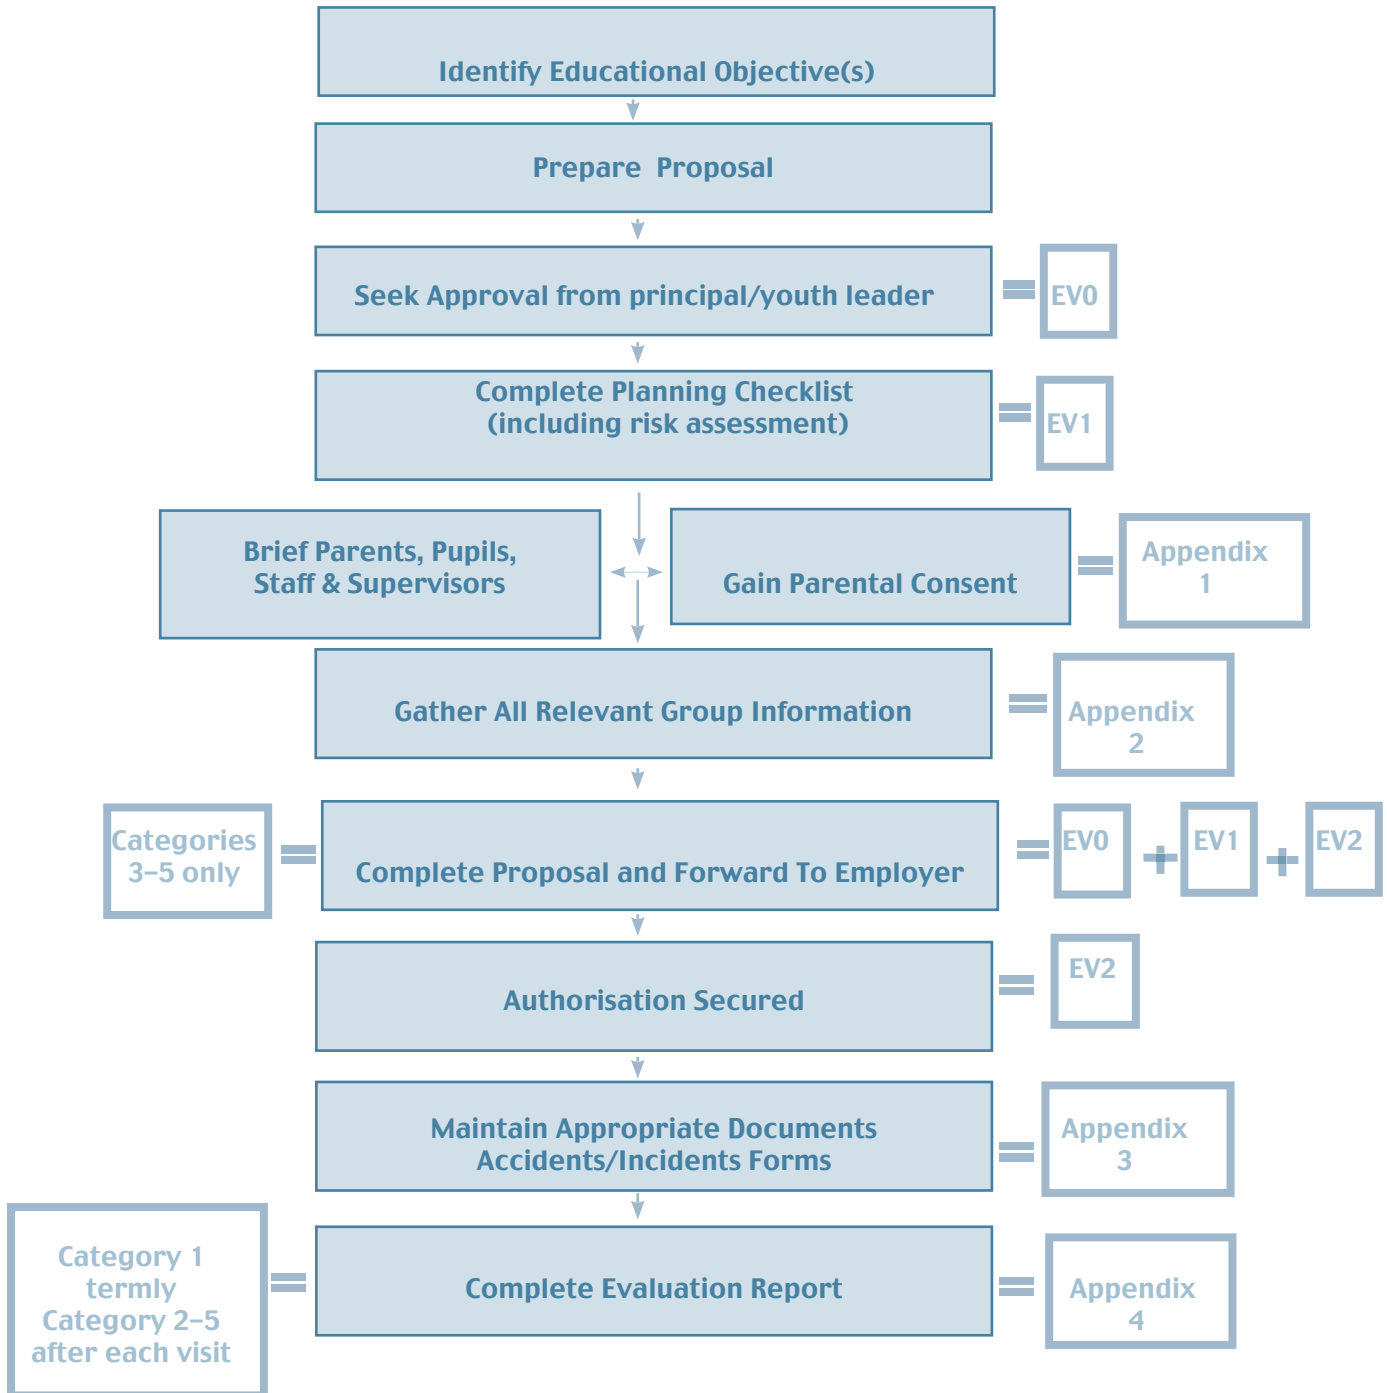 Identify Educational Objective(s)
Prepare Proposal
Seek Approval from principal/youth leader
=
EV0
Complete Planning Checklist
(including risk assessment)
=
EV1
Brief Parents, Pupils,
Staff & Supervisors
Gain Parental Consent
=
Appendix
1
Gather All Relevant Group Information
=
Appendix
2
Categories
3–5 only
=
Complete Proposal and Forward To Employer
=
EV0
+
EV1
+
EV2
Authorisation Secured
=
EV2
Maintain Appropriate Documents
Accidents/Incidents Forms
=
Appendix
3
Category 1
termly
Category 2–5
after each visit
=
Complete Evaluation Report
=
Appendix
4